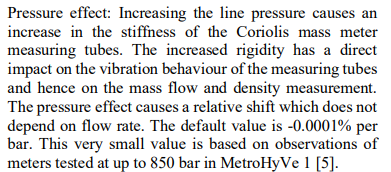 Pressure effect: Increasing the line pressure causes an
increase in the stiffness of the Coriolis mass meter
measuring tubes. The increased rigidity has a direct
impact on the vibration behaviour of the measuring tubes
and hence on the mass flow and density measurement.
The pressure effect causes a relative shift which does not
depend on flow rate. The default value is -0.0001% per
bar. This very small value is based on observations of
meters tested at up to 850 bar in MetroHyVe 1 [5].